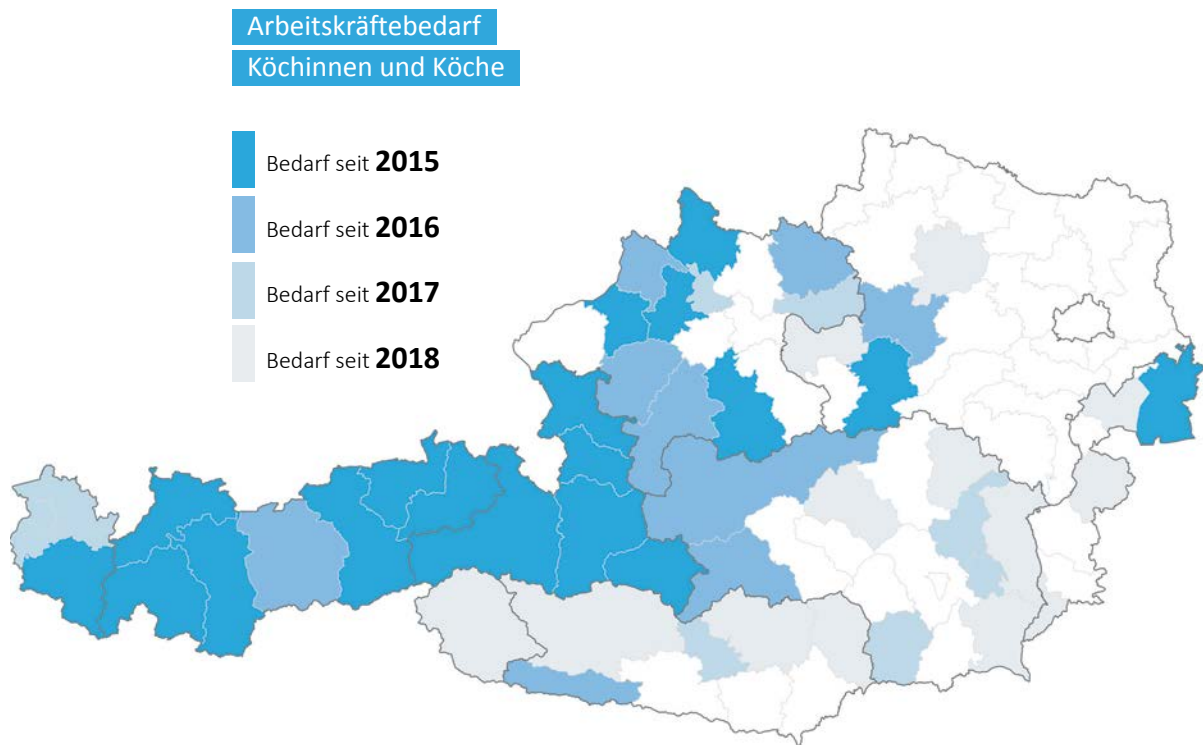 Arbeitskräftebedarf
Köchinnen und Köche
Bedarf seit 2015
Bedarf seit 2016
Bedarf seit 2017
Bedarf seit 2018